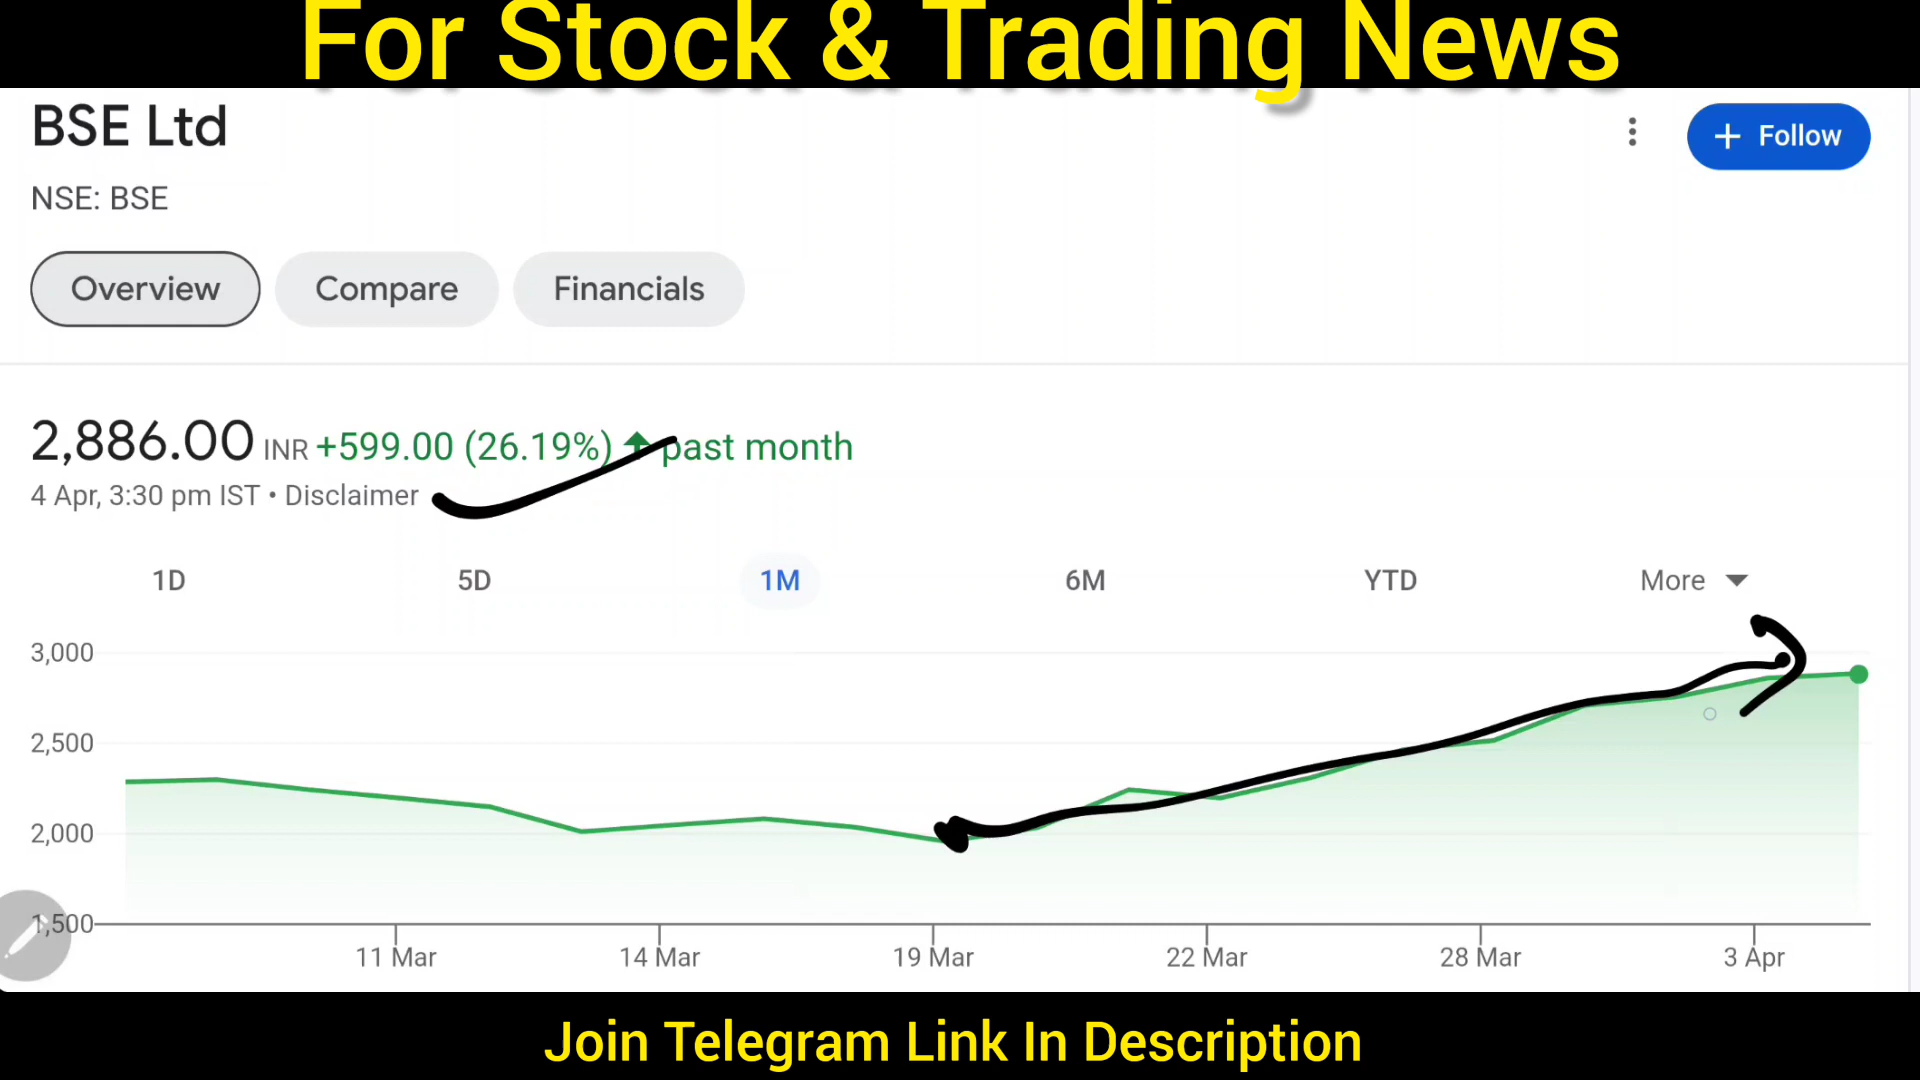 For Stock & Trading News
BSE Ltd
+ Follow
NSE: BSE
Overview Compare Financials
2,886.00 INR +599.00 (26.19%) ↑ past month
4 Apr, 3:30 pm IST • Disclaimer
1D 5D 1M 6M YTD More
3,000
2,500
2,000
1,500
11 Mar 14 Mar 19 Mar 22 Mar 28 Mar 3 Apr
Join Telegram Link In Description